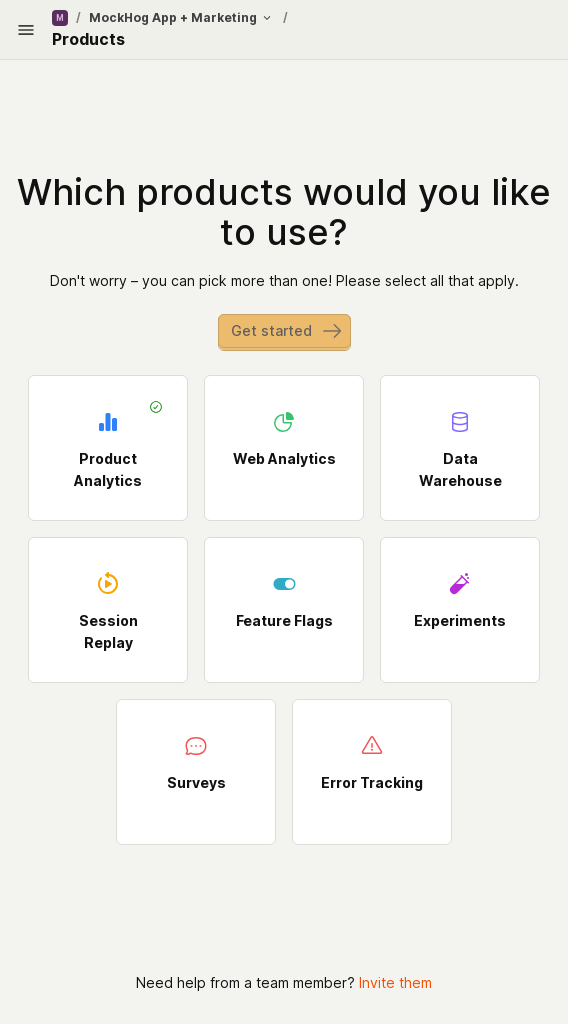 M / MockHog App + Marketing /
Products
Which products would you like
to use?
Don't worry – you can pick more than one! Please select all that apply.
Get started
Product
Analytics
Web Analytics
Data
Warehouse
Session
Replay
Feature Flags
Experiments
Surveys
Error Tracking
Need help from a team member? Invite them